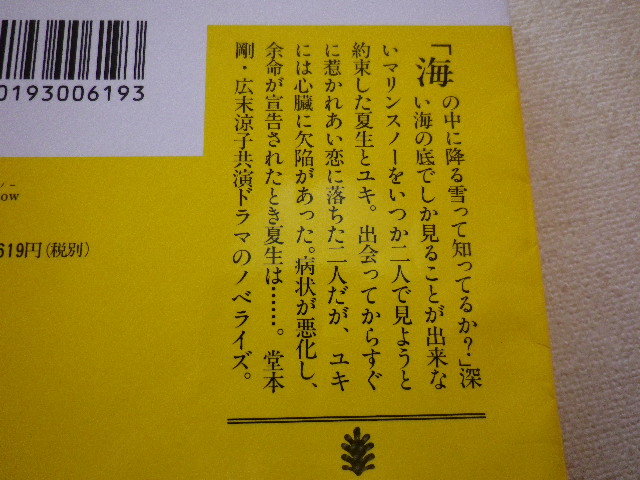 「海の中に降る雪って知ってるか?」深
い海の底でしか見ることが出来な
いマリンスノーをいつか二人で見ようと
約束した夏生とユキ。出会ってからすぐ
に惹かれあい恋に落ちた二人だが、ユキ
には心臓に欠陥があった。病状が悪化し、
余命が宣告されたとき夏生は……。堂本
剛・広末涼子共演ドラマのノベライズ。
0193006193
ow
619円(税別)